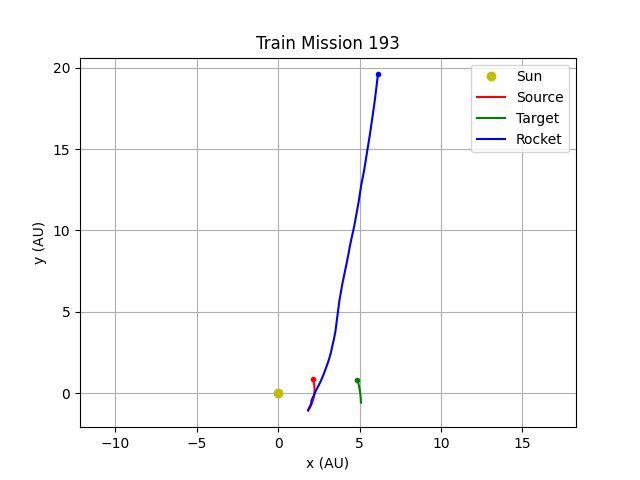 Train Mission 193
Sun
Source
Target
Rocket
20
15
10
5
0
y (AU)
−10
−5
0
5
10
15
x (AU)